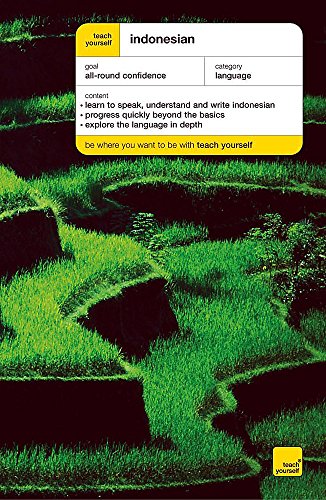 teach
yourself
indonesian
goal
all-round confidence
category
language
content
• learn to speak, understand and write indonesian
• progress quickly beyond the basics
• explore the language in depth
be where you want to be with teach yourself
teach
yourself